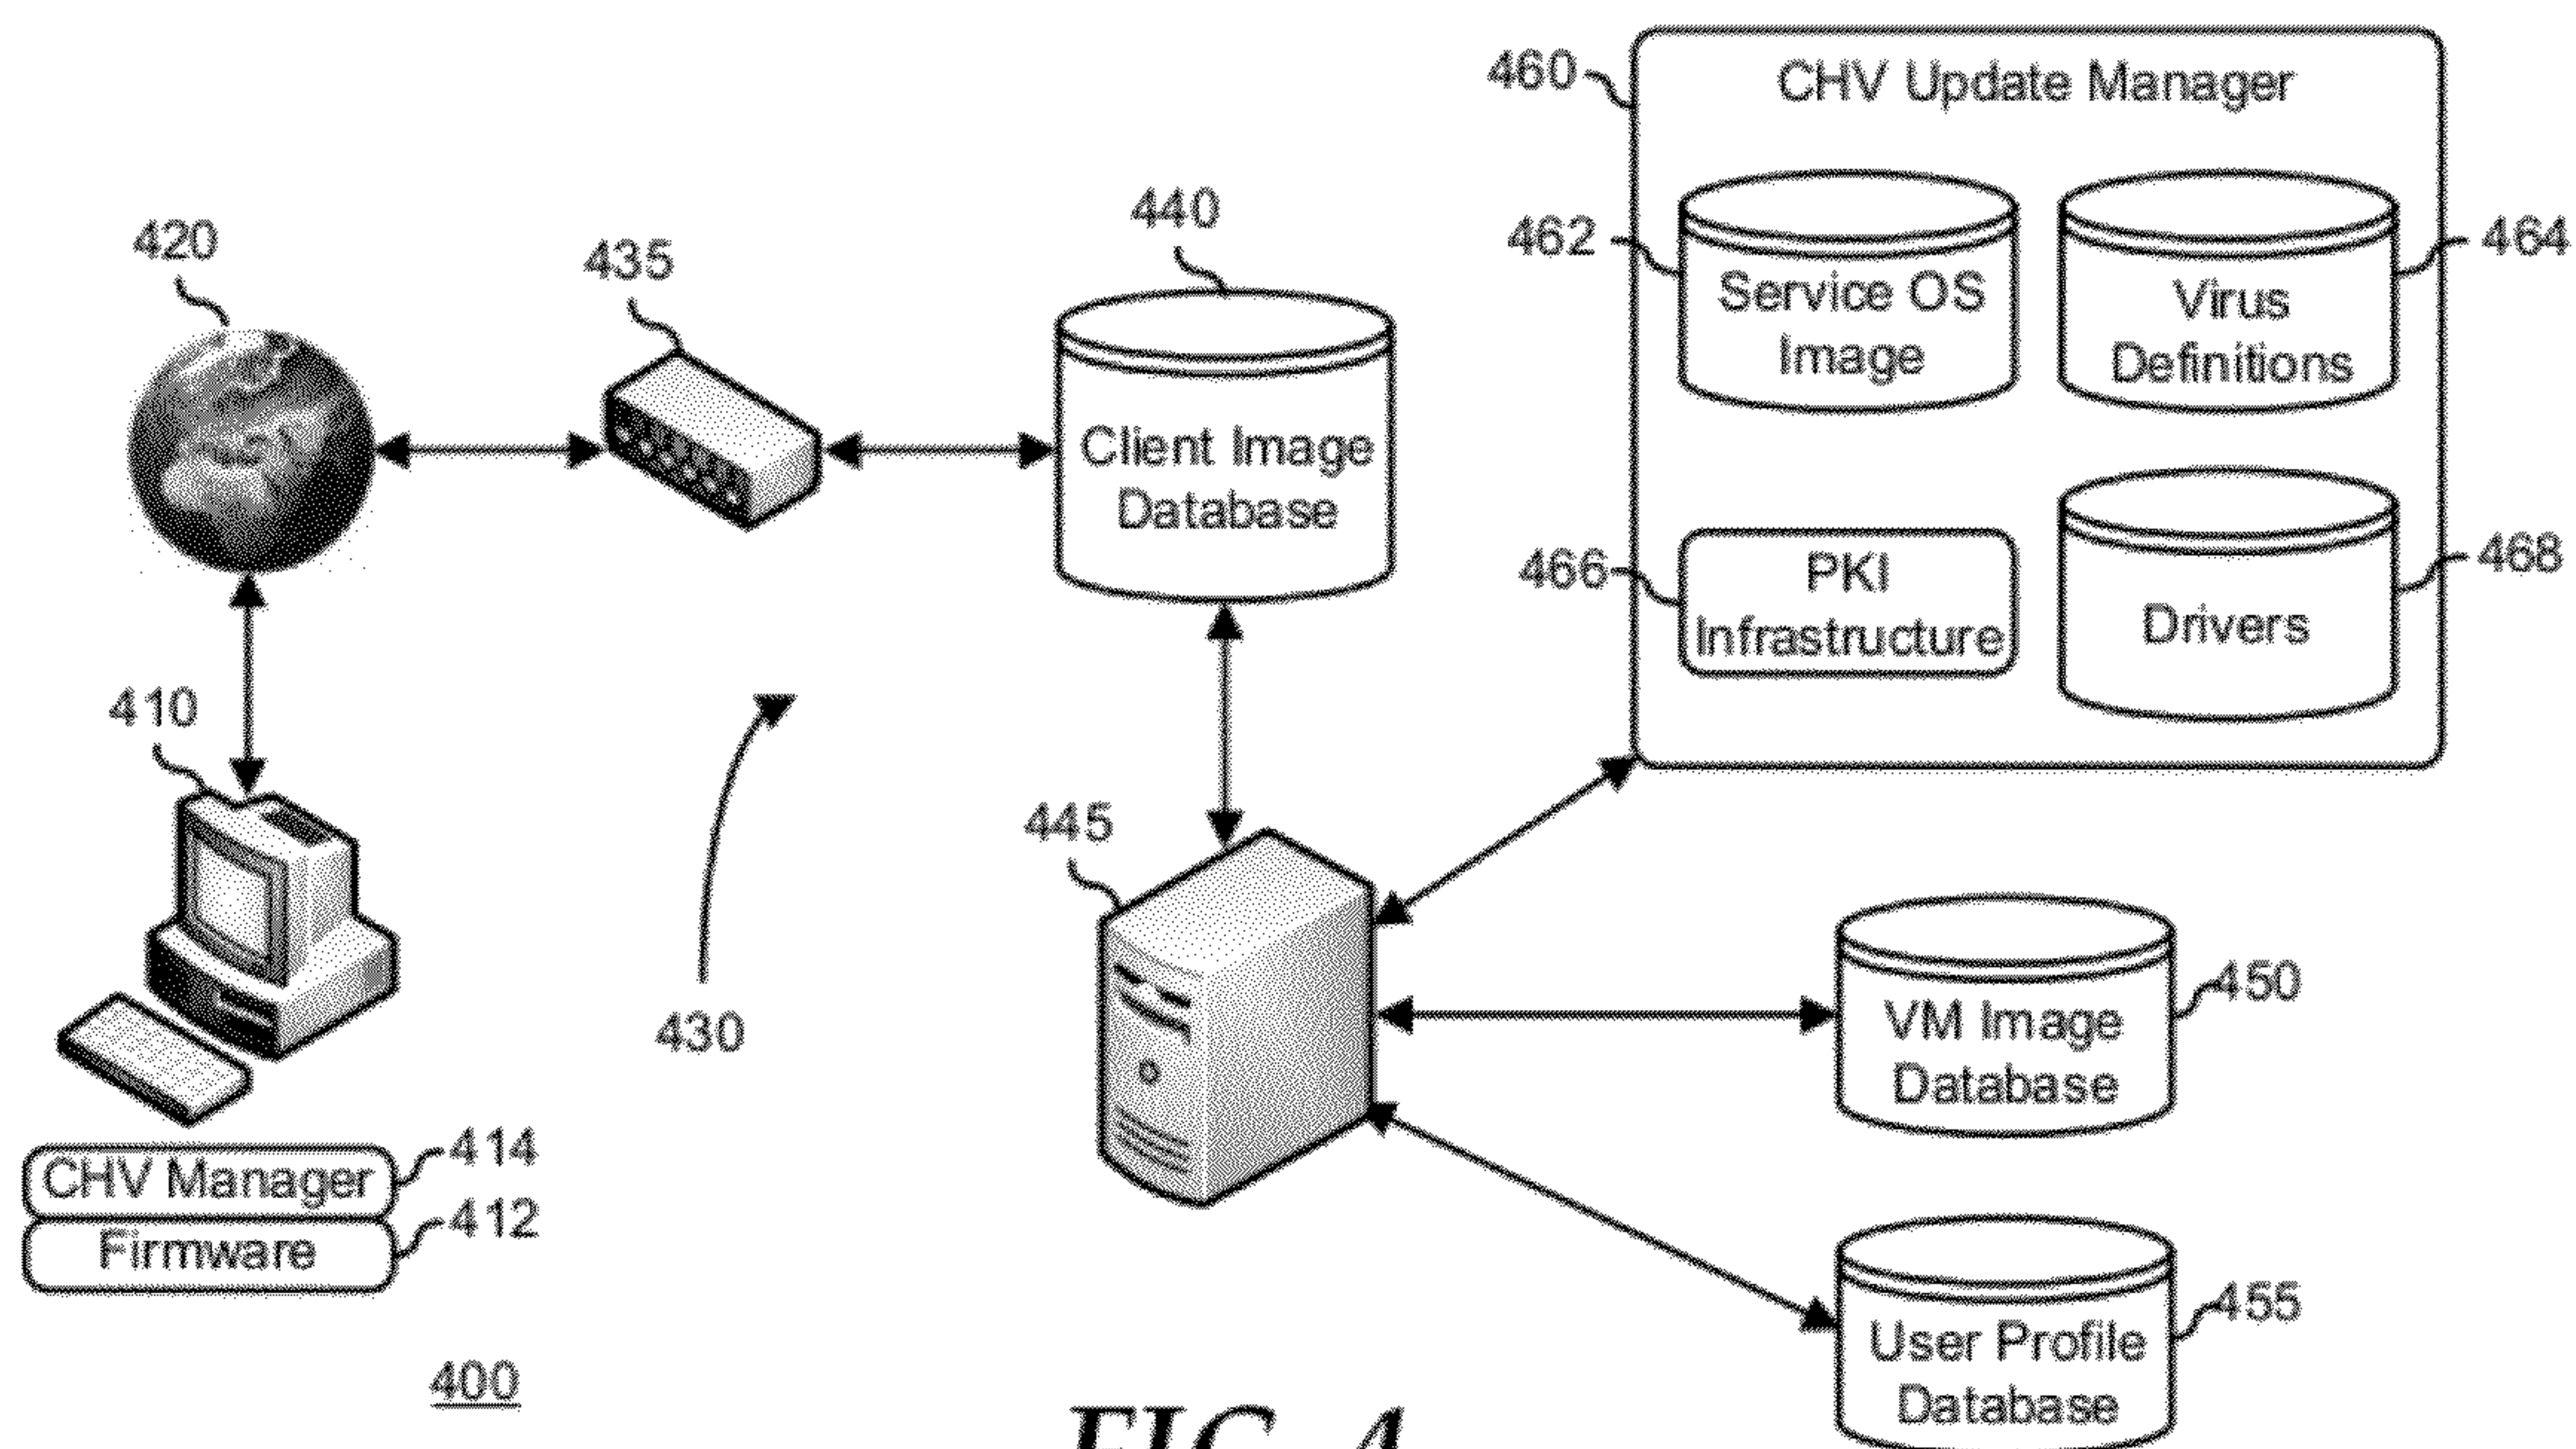 460
CHV Update Manager
440
420
435
462
Service OS
Image
464
Virus
Definitions
Client Image
Database
466
PKI
Infrastructure
468
Drivers
410
445
430
450
VM Image
Database
CHV Manager
414
Firmware
412
455
User Profile
Database
400
FIG. 4